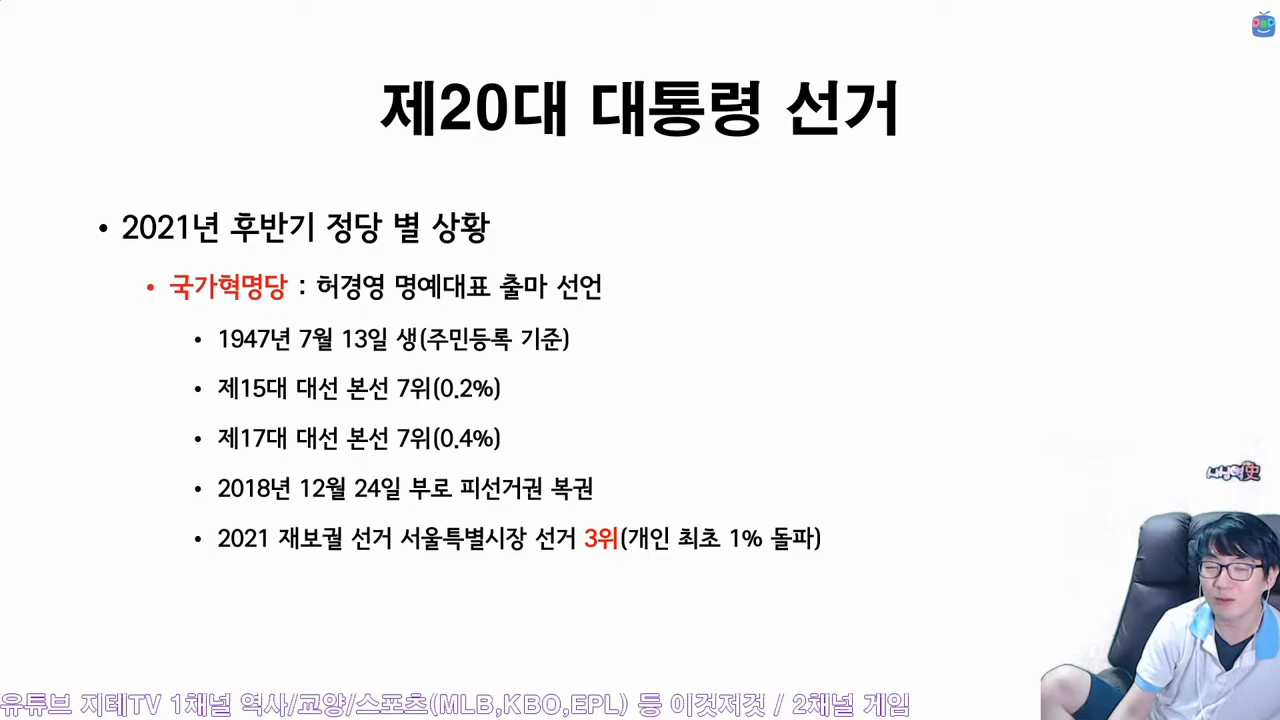 제20대 대통령 선거
• 2021년 후반기 정당 별 상황
• 국가혁명당 : 허경영 명예대표 출마 선언
• 1947년 7월 13일 생(주민등록 기준)
• 제15대 대선 본선 7위(0.2%)
• 제17대 대선 본선 7위(0.4%)
• 2018년 12월 24일 부로 피선거권 복권
• 2021 재보궐 선거 서울특별시장 선거 3위(개인 최초 1% 돌파)
유튜브 지테TV 1채널 역사/교양/스포츠(MLB,KBO,EPL) 등 이것저것 / 2채널 게임